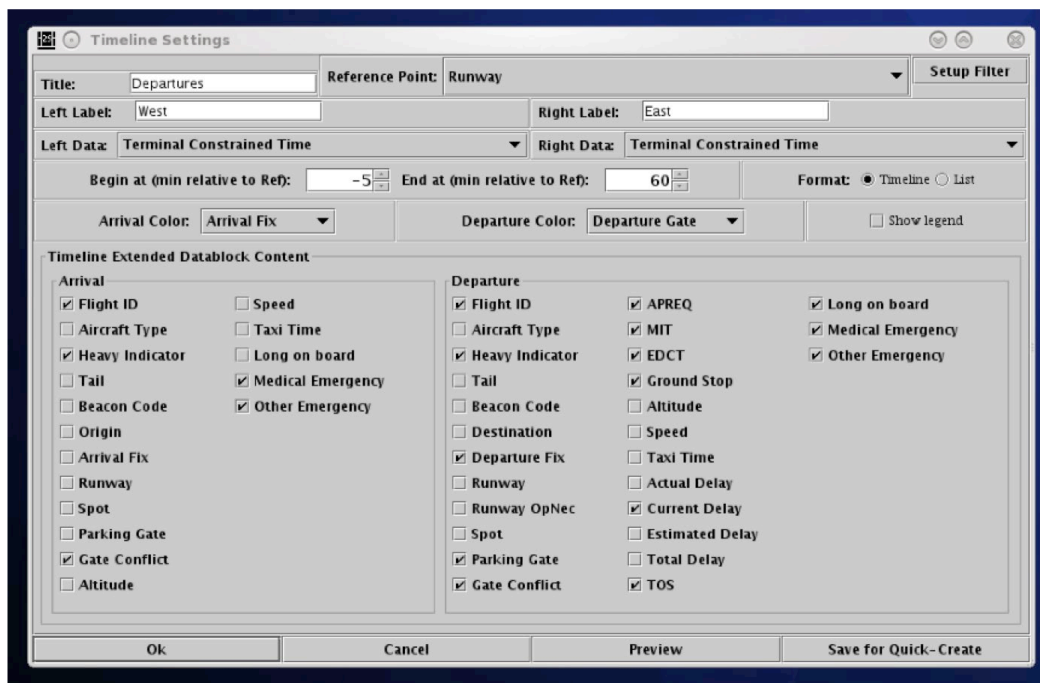 Timeline Settings
Title: Departures Reference Point: Runway Setup Filter
Left Label: West Right Label: East
Left Data: Terminal Constrained Time Right Data: Terminal Constrained Time
Begin at (min relative to Ref): -5 End at (min relative to Ref): 60 Format: Timeline List
Arrival Color: Arrival Fix Departure Color: Departure Gate Show legend
Timeline Extended Datablock Content
Arrival
Flight ID Speed
Aircraft Type Taxi Time
Heavy Indicator Long on board
Tail Medical Emergency
Beacon Code Other Emergency
Origin
Arrival Fix
Runway
Spot
Parking Gate
Gate Conflict
Altitude
Departure
Flight ID APREQ Long on board
Aircraft Type MIT Medical Emergency
Heavy Indicator EDCT Other Emergency
Tail Ground Stop
Beacon Code Altitude
Destination Speed
Departure Fix Taxi Time
Runway Actual Delay
Runway OpNec Current Delay
Spot Estimated Delay
Parking Gate Total Delay
Gate Conflict TOS
Ok Cancel Preview Save for Quick-Create